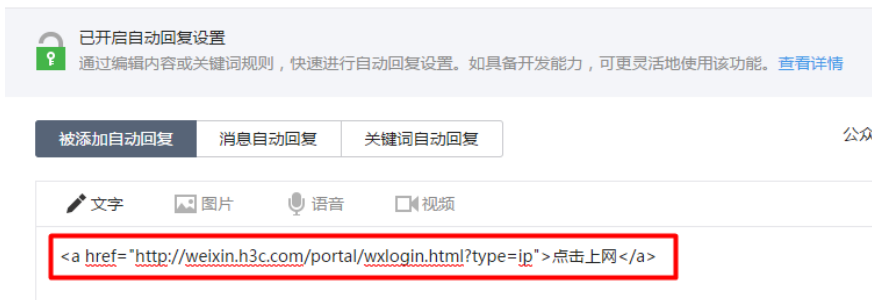 已开启自动回复设置
通过编辑内容或关键词规则，快速进行自动回复设置。如具备开发能力，可更灵活地使用该功能。查看详情
被添加自动回复 消息自动回复 关键词自动回复 公众
文字 图片 语音 视频
<a href="http://weixin.h3c.com/portal/wxlogin.html?type=ip">点击上网</a>